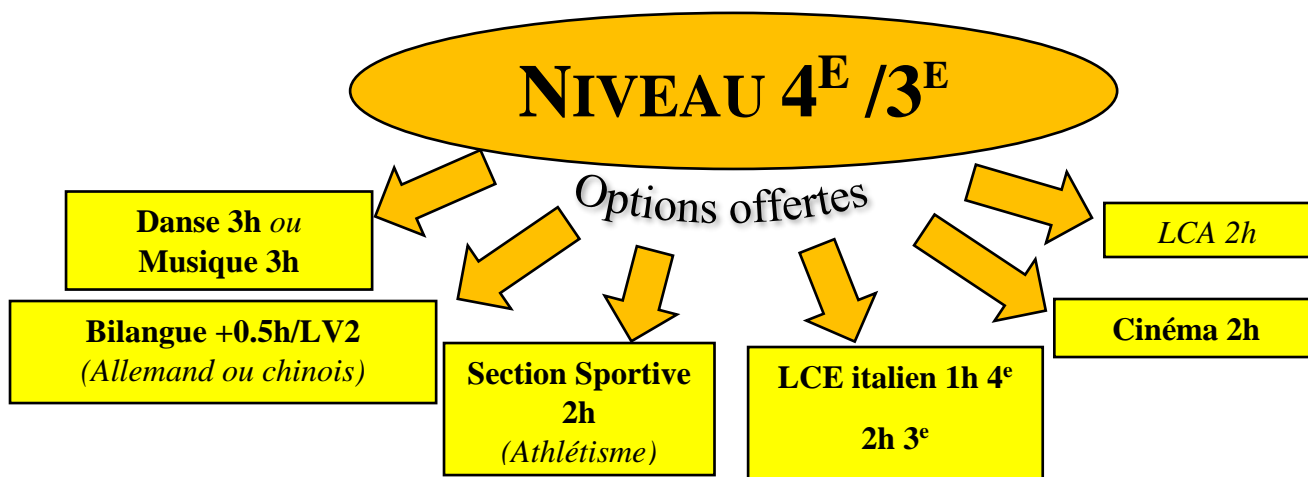 NIVEAU 4E /3E
Options offertes
Danse 3h ou
Musique 3h
Bilangue +0.5h/LV2
(Allemand ou chinois)
Section Sportive
2h
(Athlétisme)
LCE italien 1h 4e
2h 3e
Cinéma 2h
LCA 2h